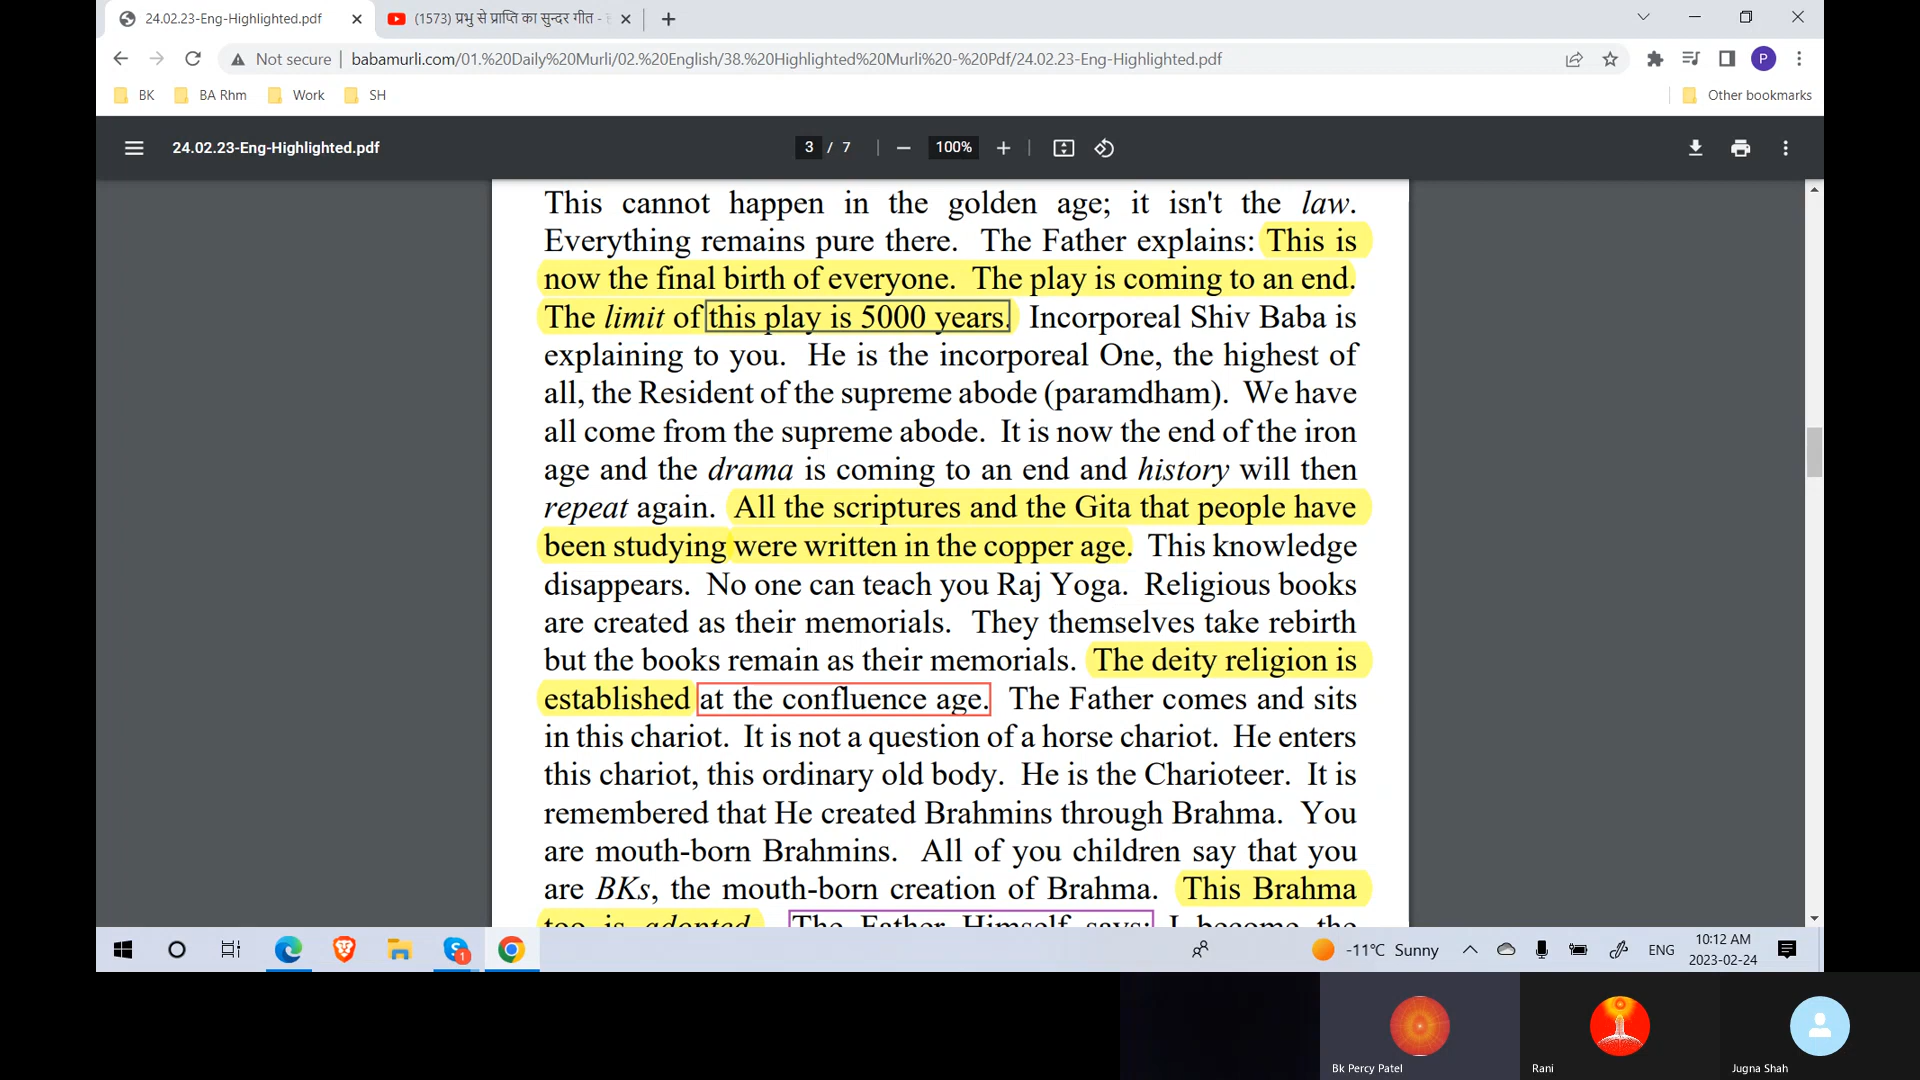 24.02.23-Eng-Highlighted.pdf
(1573) प्रभु से प्राप्ति का सुन्दर गीत -
Not secure
babamurli.com/01.%20Daily%20Murli/02.%20English/38.%20Highlighted%20Murli%20-%20Pdf/24.02.23-Eng-Highlighted.pdf
P
BK
BA Rhm
Work
SH
Other bookmarks
24.02.23-Eng-Highlighted.pdf
3 / 7
100%
This cannot happen in the golden age; it isn't the law.
Everything remains pure there. The Father explains: This is
now the final birth of everyone. The play is coming to an end.
The limit of this play is 5000 years. Incorporeal Shiv Baba is
explaining to you. He is the incorporeal One, the highest of
all, the Resident of the supreme abode (paramdham). We have
all come from the supreme abode. It is now the end of the iron
age and the drama is coming to an end and history will then
repeat again. All the scriptures and the Gita that people have
been studying were written in the copper age. This knowledge
disappears. No one can teach you Raj Yoga. Religious books
are created as their memorials. They themselves take rebirth
but the books remain as their memorials. The deity religion is
established at the confluence age. The Father comes and sits
in this chariot. It is not a question of a horse chariot. He enters
this chariot, this ordinary old body. He is the Charioteer. It is
remembered that He created Brahmins through Brahma. You
are mouth-born Brahmins. All of you children say that you
are BKs, the mouth-born creation of Brahma. This Brahma
too is adopted. The Father Himself says: I become the
1
-11°C Sunny
ENG
10:12 AM
2023-02-24
Bk Percy Patel
Rani
Jugna Shah